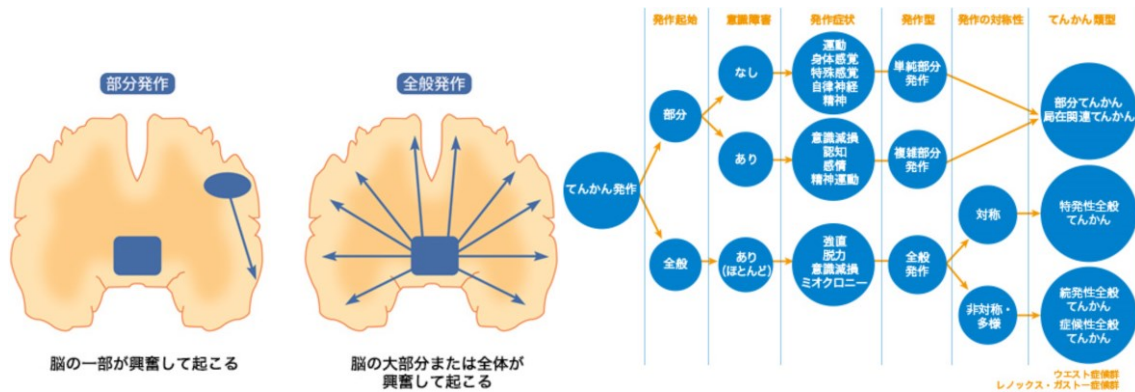 部分発作
全般発作
脳の一部が興奮して起こる
脳の大部分または全体が
興奮して起こる
発作起始
意識障害
発作症状
発作型
発作の対称性
てんかん類型
てんかん発作
部分
なし
運動
身体感覚
特殊感覚
自律神経
精神
単純部分
発作
あり
意識減損
認知
感情
精神運動
複雑部分
発作
部分てんかん
局在関連てんかん
全般
あり
(ほとんど)
強直
脱力
意識減損
ミオクロニー
全般
発作
対称
特発性全般
てんかん
非対称・
多様
続発性全般
てんかん
症候性全般
てんかん
ウエスト症候群
レノックス・ガストー症候群